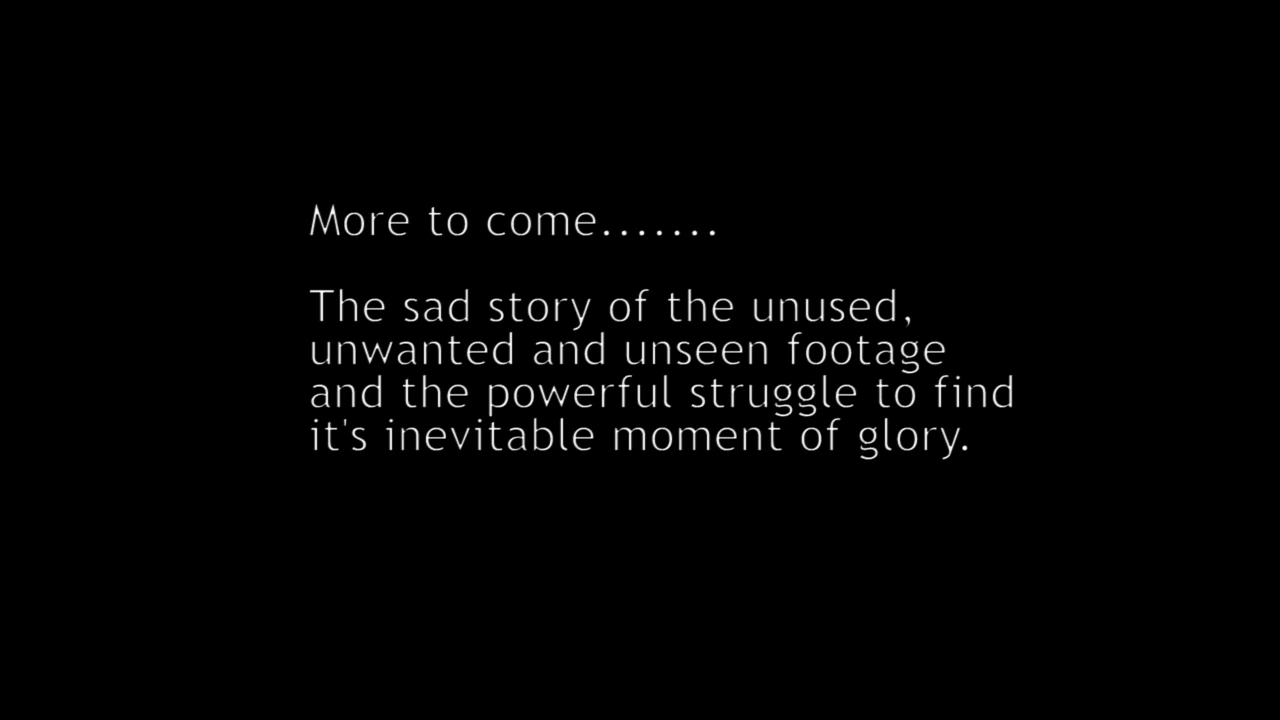 More to come.......
The sad story of the unused,
unwanted and unseen footage
and the powerful struggle to find
it's inevitable moment of glory.